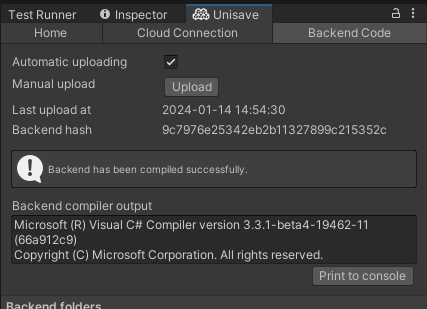 Test Runner Inspector Unisave
Home Cloud Connection Backend Code
Automatic uploading
Manual upload Upload
Last upload at 2024-01-14 14:54:30
Backend hash 9c7976e25342eb2b11327899c215352c
Backend has been compiled successfully.
Backend compiler output
Microsoft (R) Visual C# Compiler version 3.3.1-beta4-19462-11
(66a912c9)
Copyright (C) Microsoft Corporation. All rights reserved.
Print to console
Backend folders